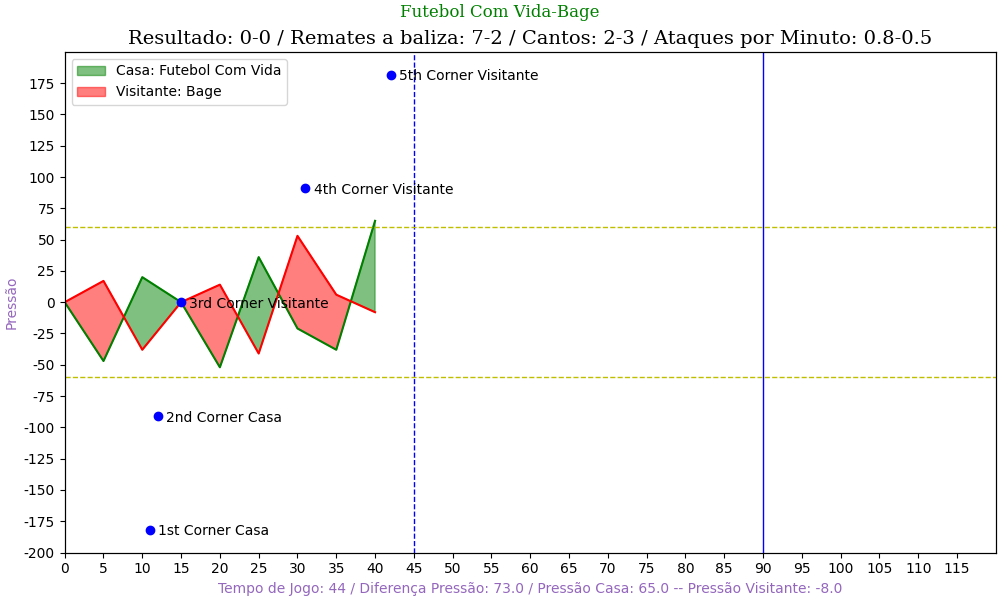 Futebol Com Vida-Bage
Resultado: 0-0 / Remates a baliza: 7-2 / Cantos: 2-3 / Ataques por Minuto: 0.8-0.5
Casa: Futebol Com Vida
Visitante: Bage
5th Corner Visitante
4th Corner Visitante
3rd Corner Visitante
2nd Corner Casa
1st Corner Casa
Pressão
175
150
125
100
75
50
25
0
-25
-50
-75
-100
-125
-150
-175
-200
0 5 10 15 20 25 30 35 40 45 50 55 60 65 70 75 80 85 90 95 100 105 110 115
Tempo de Jogo: 44 / Diferença Pressão: 73.0 / Pressão Casa: 65.0 -- Pressão Visitante: -8.0